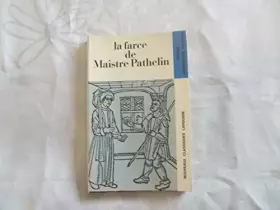 la farce
de
Maistre Pathelin
NOUVEAUX CLASSIQUES LAROUSSE